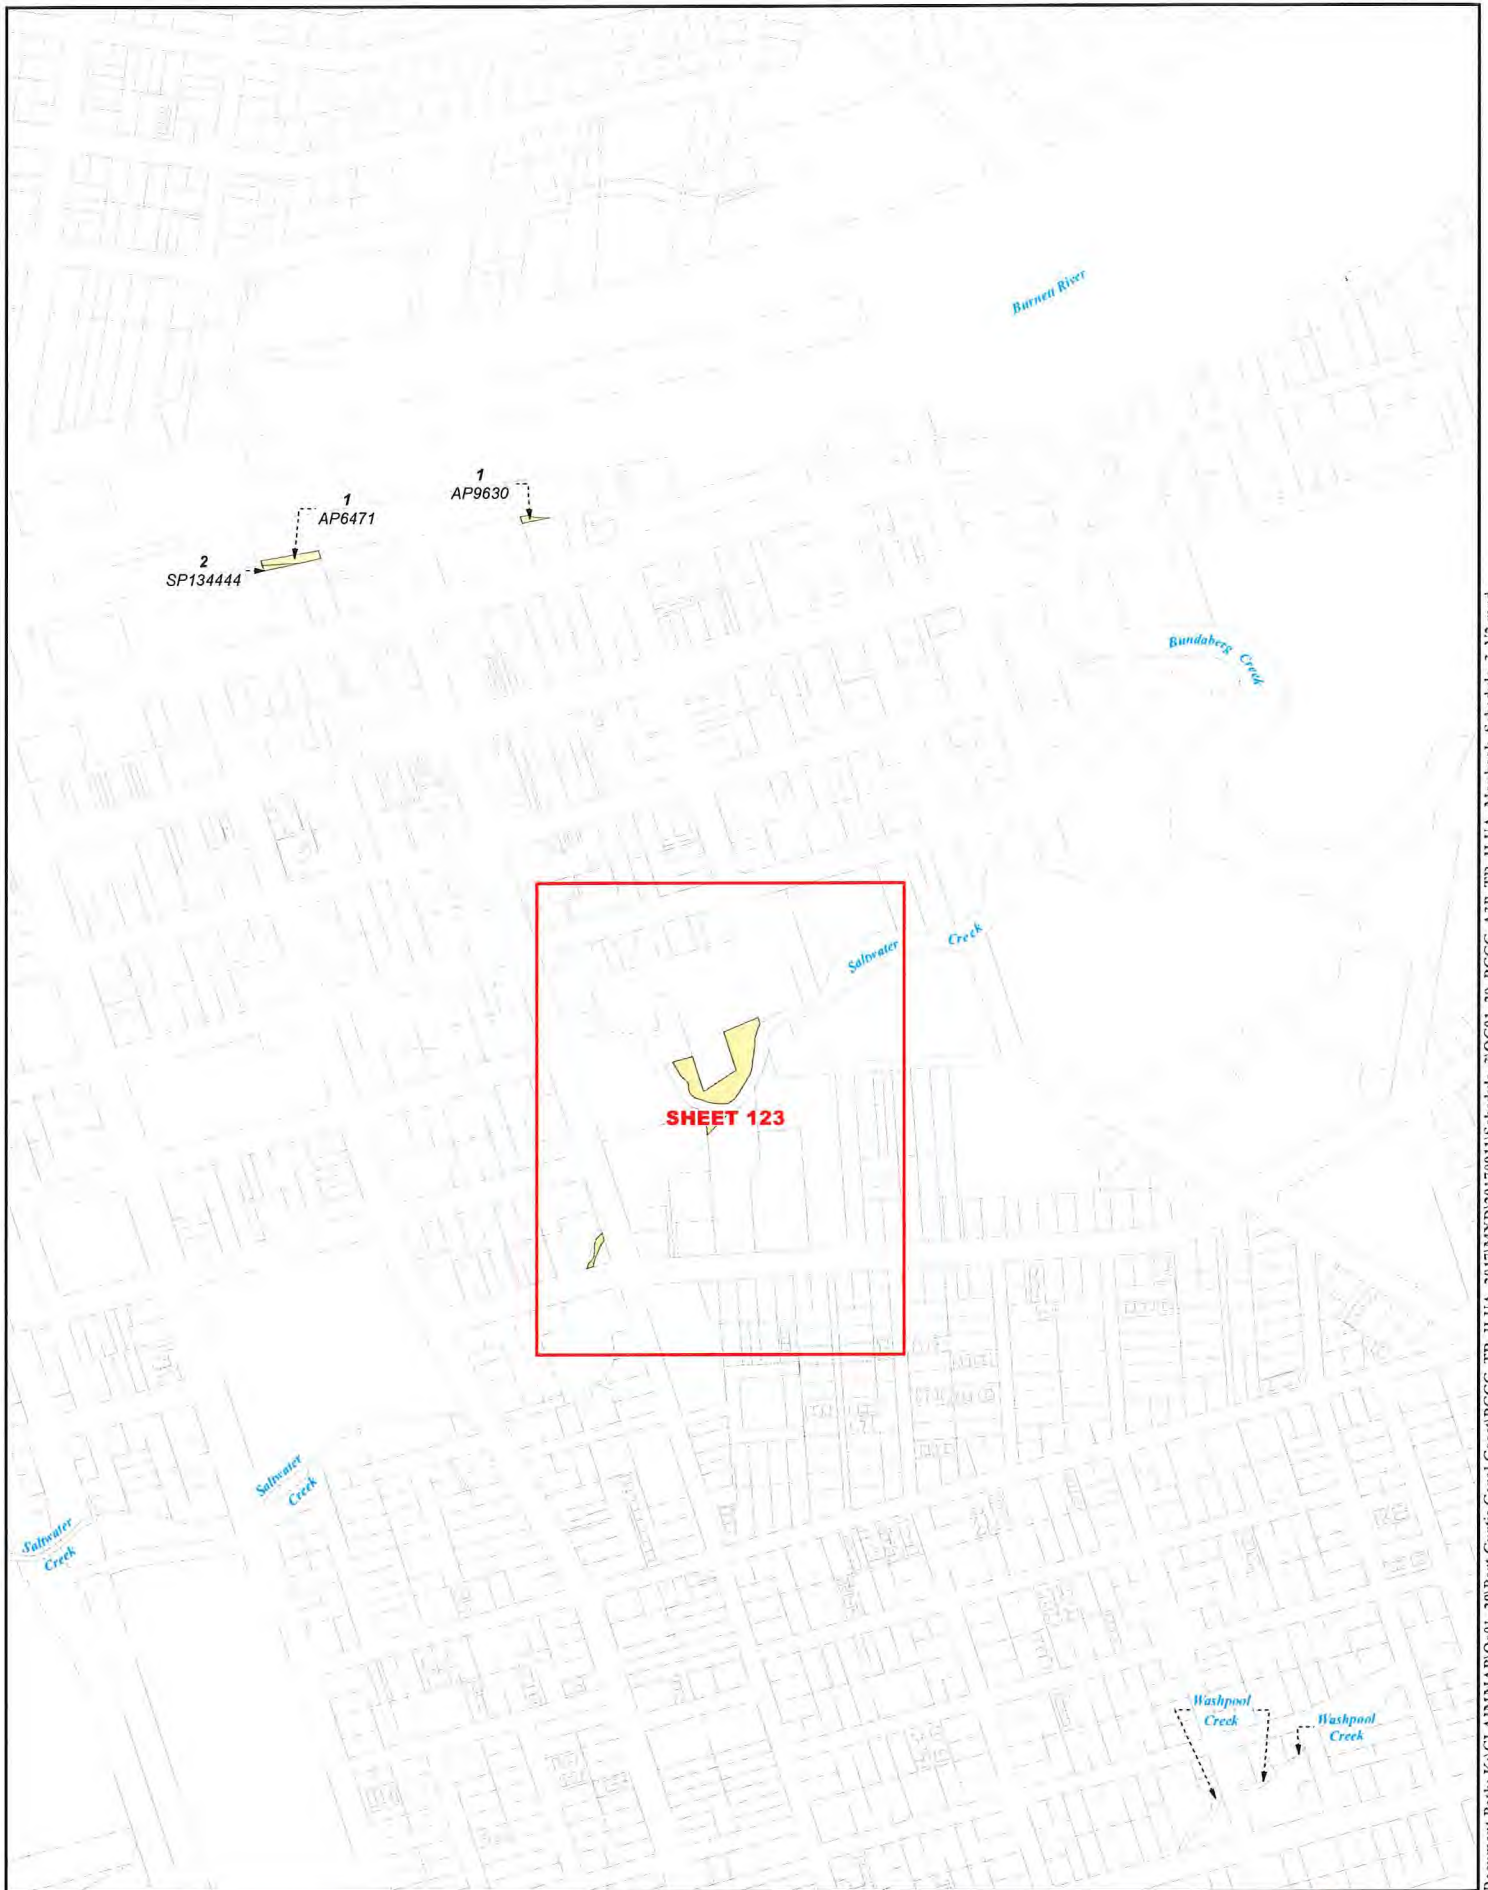 Burnett River
1
AP9630
1
AP6471
2
SP134444
Bundaberg Creek
Saltwater Creek
SHEET 123
Saltwater
Creek
Saltwater
Creek
Washpool
Creek
Washpool
Creek